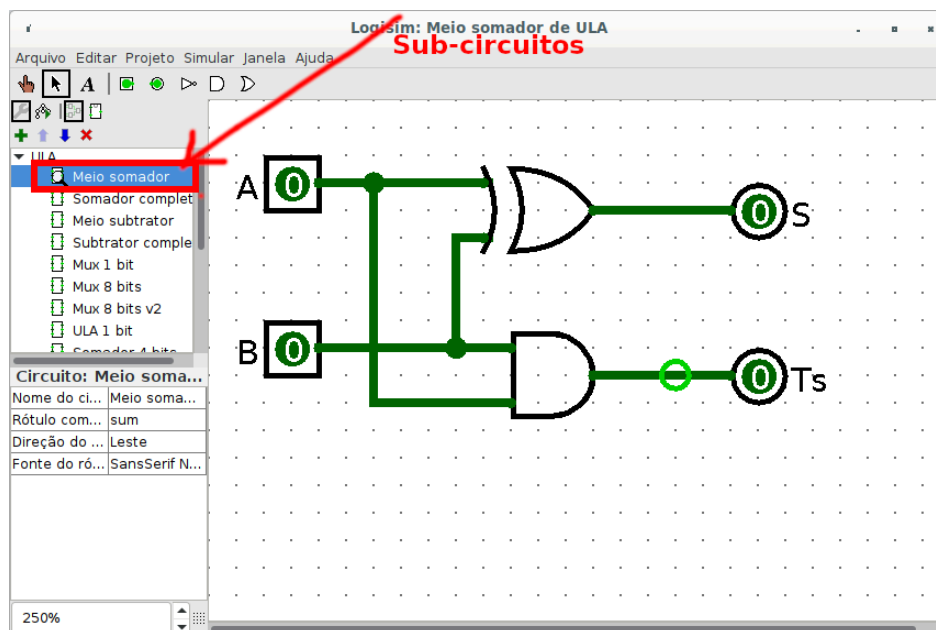 Logisim: Meio somador de ULA
Sub-circuitos
Arquivo Editar Projeto Simular Janela Ajuda
A
ULA
Meio somador
Somador complet
Meio subtrator
Subtrator comple
Mux 1 bit
Mux 8 bits
Mux 8 bits v2
ULA 1 bit
Somador 4 bits
Circuito: Meio soma...
Nome do ci... Meio soma...
Rótulo com... sum
Direção do ... Leste
Fonte do ró... SansSerif N...
250%
A 0
0 S
B 0
0 Ts